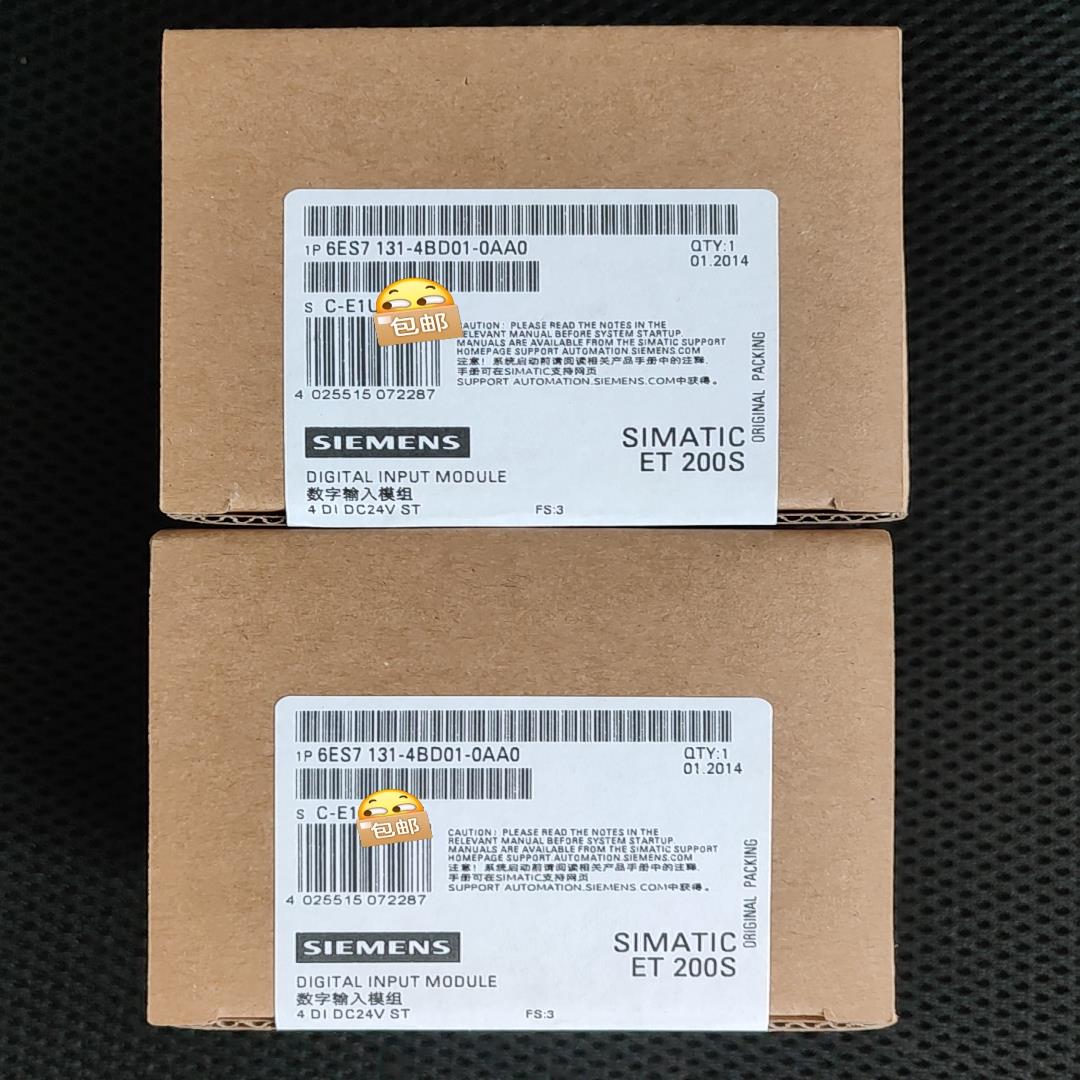 1P 6ES7 131-4BD01-0AA0
QTY:1
01.2014
S C-E1U
包邮
CAUTION: PLEASE READ THE NOTES IN THE
RELEVANT MANUAL BEFORE SYSTEM STARTUP.
MANUALS ARE AVAILABLE FROM THE SIMATIC SUPPORT
HOMEPAGE SUPPORT.AUTOMATION.SIEMENS.COM
注意! 系统启动前请阅读相关产品手册中的注释.
手册可在SIMATIC支持网页
SUPPORT AUTOMATION.SIEMENS.COM中获得。
4 025515 072287
ORIGINAL PACKING
SIEMENS
SIMATIC
ET 200S
DIGITAL INPUT MODULE
数字输入模组
4 DI DC24V ST
FS:3
1P 6ES7 131-4BD01-0AA0
QTY:1
01.2014
S C-E1
包邮
CAUTION: PLEASE READ THE NOTES IN THE
RELEVANT MANUAL BEFORE SYSTEM STARTUP.
MANUALS ARE AVAILABLE FROM THE SIMATIC SUPPORT
HOMEPAGE SUPPORT.AUTOMATION.SIEMENS.COM
注意! 系统启动前请阅读相关产品手册中的注释.
手册可在SIMATIC支持网页
SUPPORT AUTOMATION.SIEMENS.COM中获得。
4 025515 072287
ORIGINAL PACKING
SIEMENS
SIMATIC
ET 200S
DIGITAL INPUT MODULE
数字输入模组
4 DI DC24V ST
FS:3